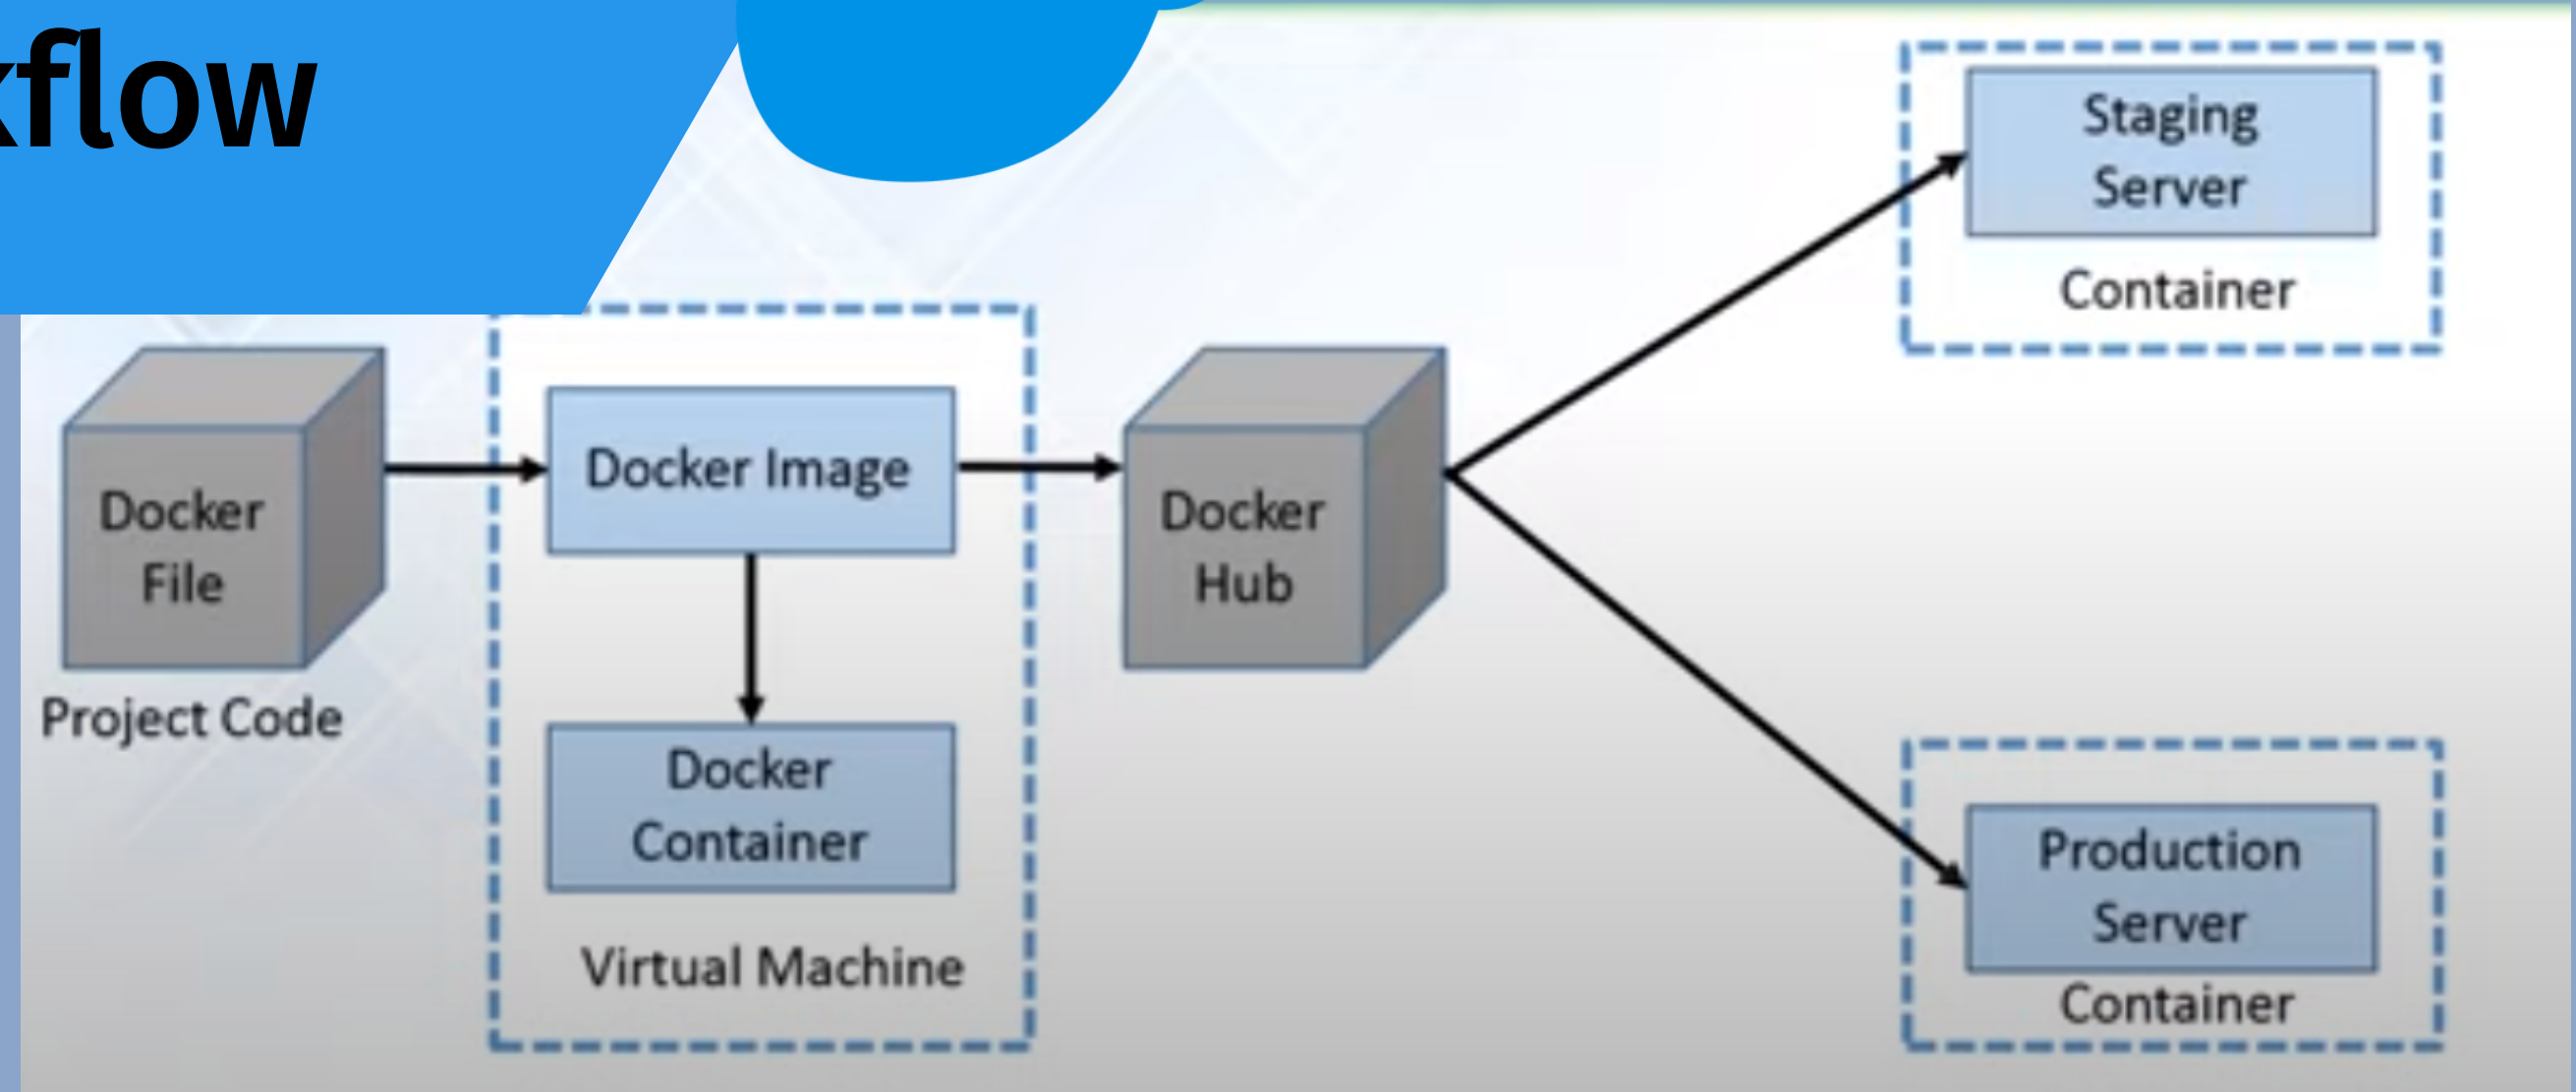 kflow
Staging
Server
Container
Docker
File
Project Code
Docker Image
Docker
Container
Virtual Machine
Docker
Hub
Production
Server
Container